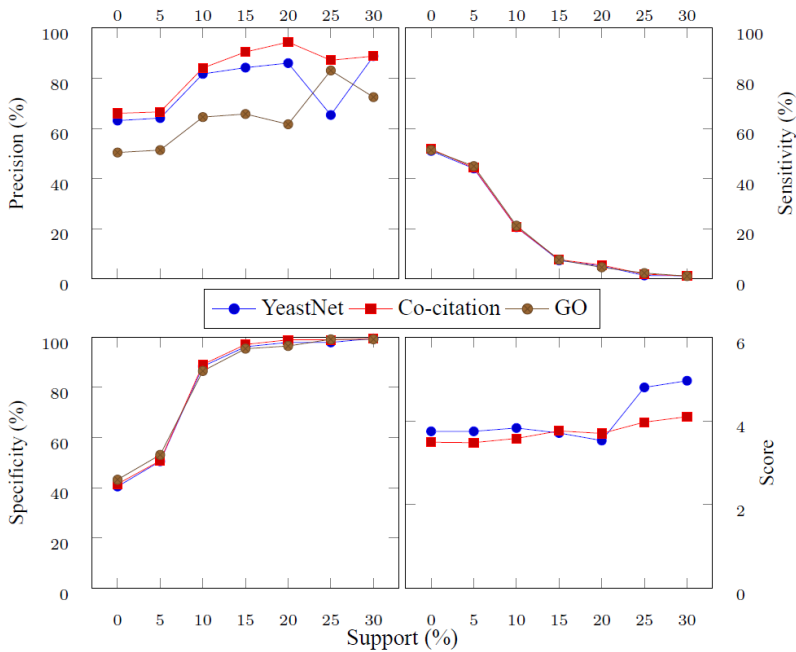 0 5 10 15 20 25 30 0 5 10 15 20 25 30
100 100
80 80
60 60
40 40
20 20
0 0
Precision (%)
Sensitivity (%)
YeastNet Co-citation GO
100 6
80
60 4
40
20 2
0 0
Specificity (%)
Score
0 5 10 15 20 25 30 0 5 10 15 20 25 30
Support (%)